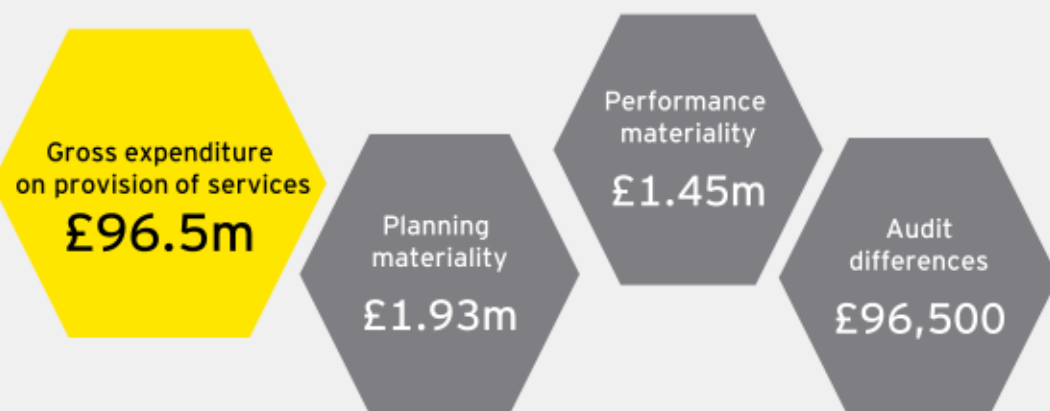 Gross expenditure
on provision of services
£96.5m
Planning
materiality
£1.93m
Performance
materiality
£1.45m
Audit
differences
£96,500